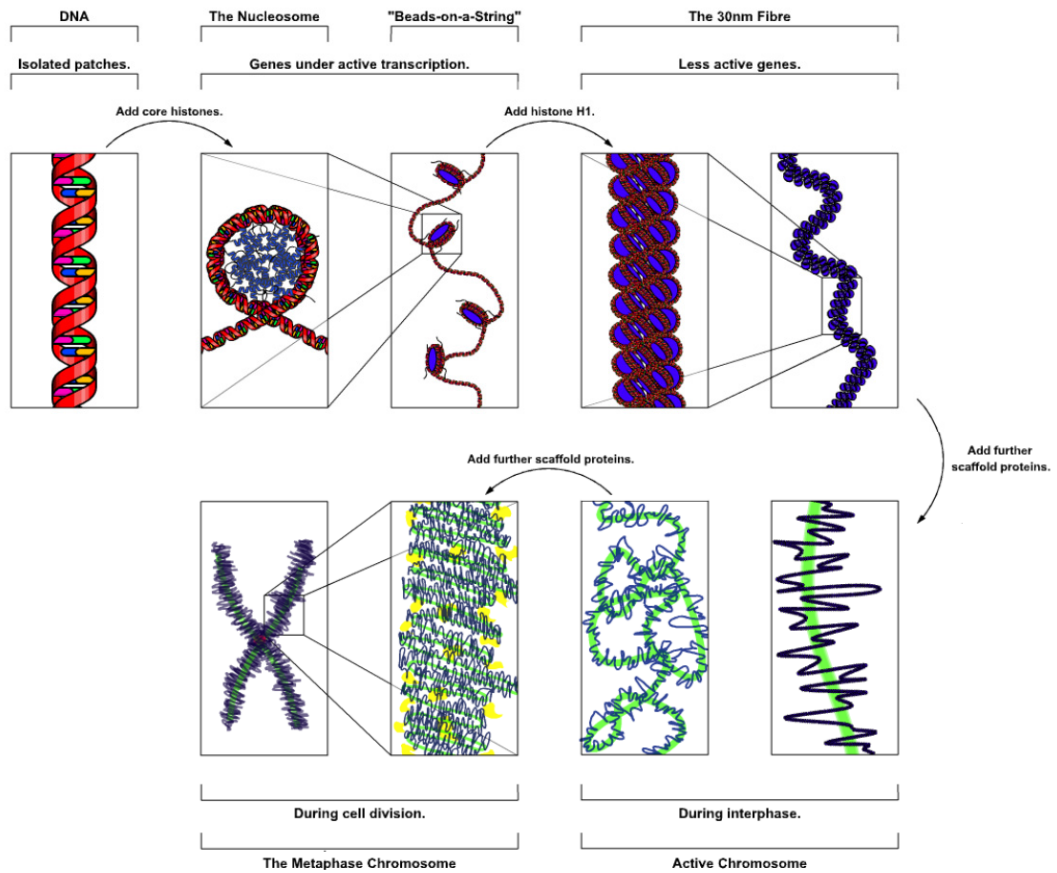 DNA
The Nucleosome
"Beads-on-a-String"
The 30nm Fibre
Isolated patches.
Genes under active transcription.
Less active genes.
Add core histones.
Add histone H1.
Add further
scaffold proteins.
Add further scaffold proteins.
During cell division.
During interphase.
The Metaphase Chromosome
Active Chromosome